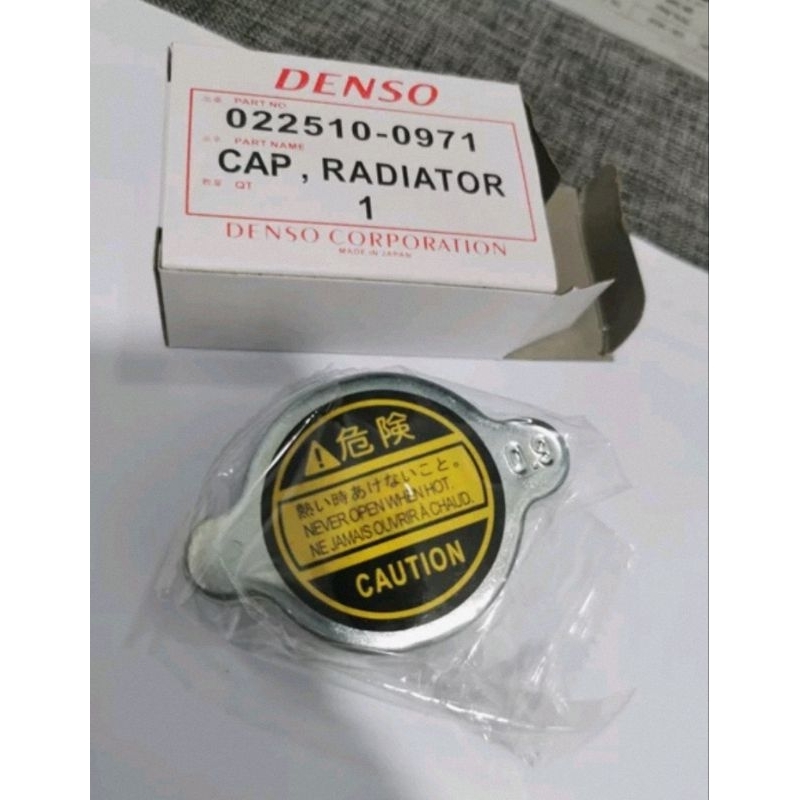 DENSO
PART NO.
022510-0971
PART NAME
CAP , RADIATOR
QT
1
DENSO CORPORATION
MADE IN JAPAN
危険
熱い時あけないこと。
NEVER OPEN WHEN HOT.
NE JAMAIS OUVRIR À CHAUD.
CAUTION
0.9